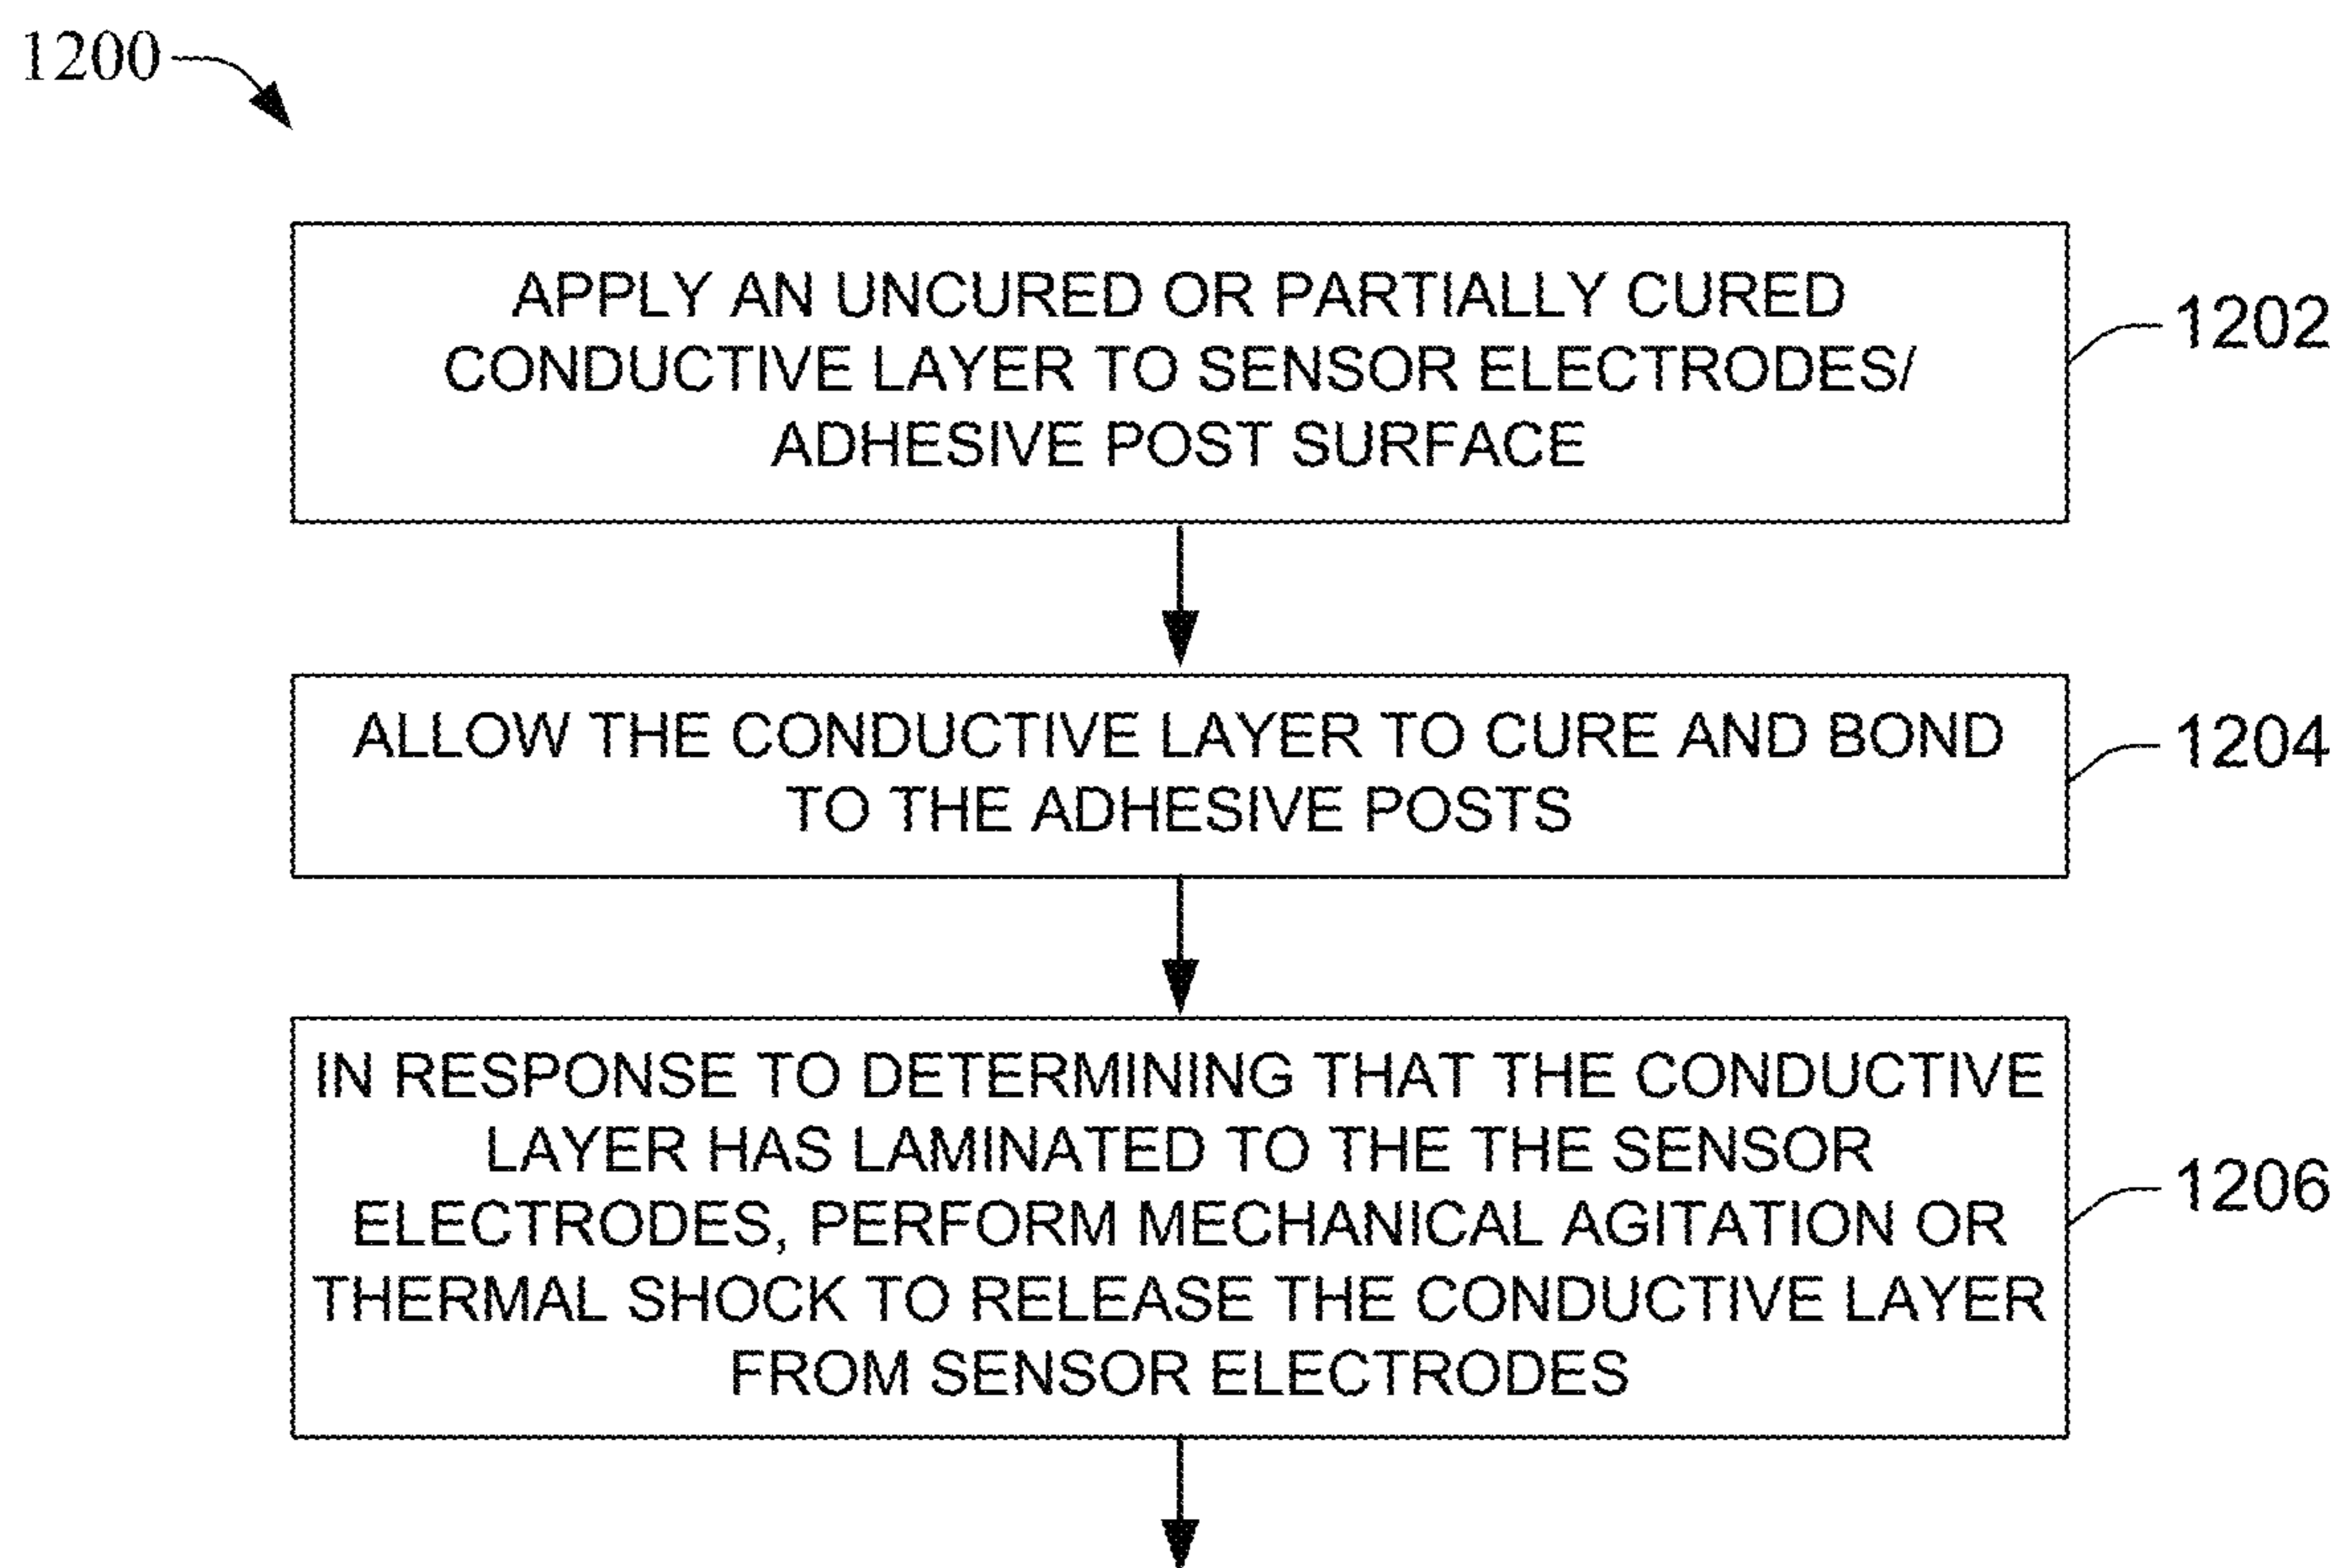 1200
APPLY AN UNCURED OR PARTIALLY CURED
CONDUCTIVE LAYER TO SENSOR ELECTRODES/
ADHESIVE POST SURFACE
1202
ALLOW THE CONDUCTIVE LAYER TO CURE AND BOND
TO THE ADHESIVE POSTS
1204
IN RESPONSE TO DETERMINING THAT THE CONDUCTIVE
LAYER HAS LAMINATED TO THE THE SENSOR
ELECTRODES, PERFORM MECHANICAL AGITATION OR
THERMAL SHOCK TO RELEASE THE CONDUCTIVE LAYER
FROM SENSOR ELECTRODES
1206